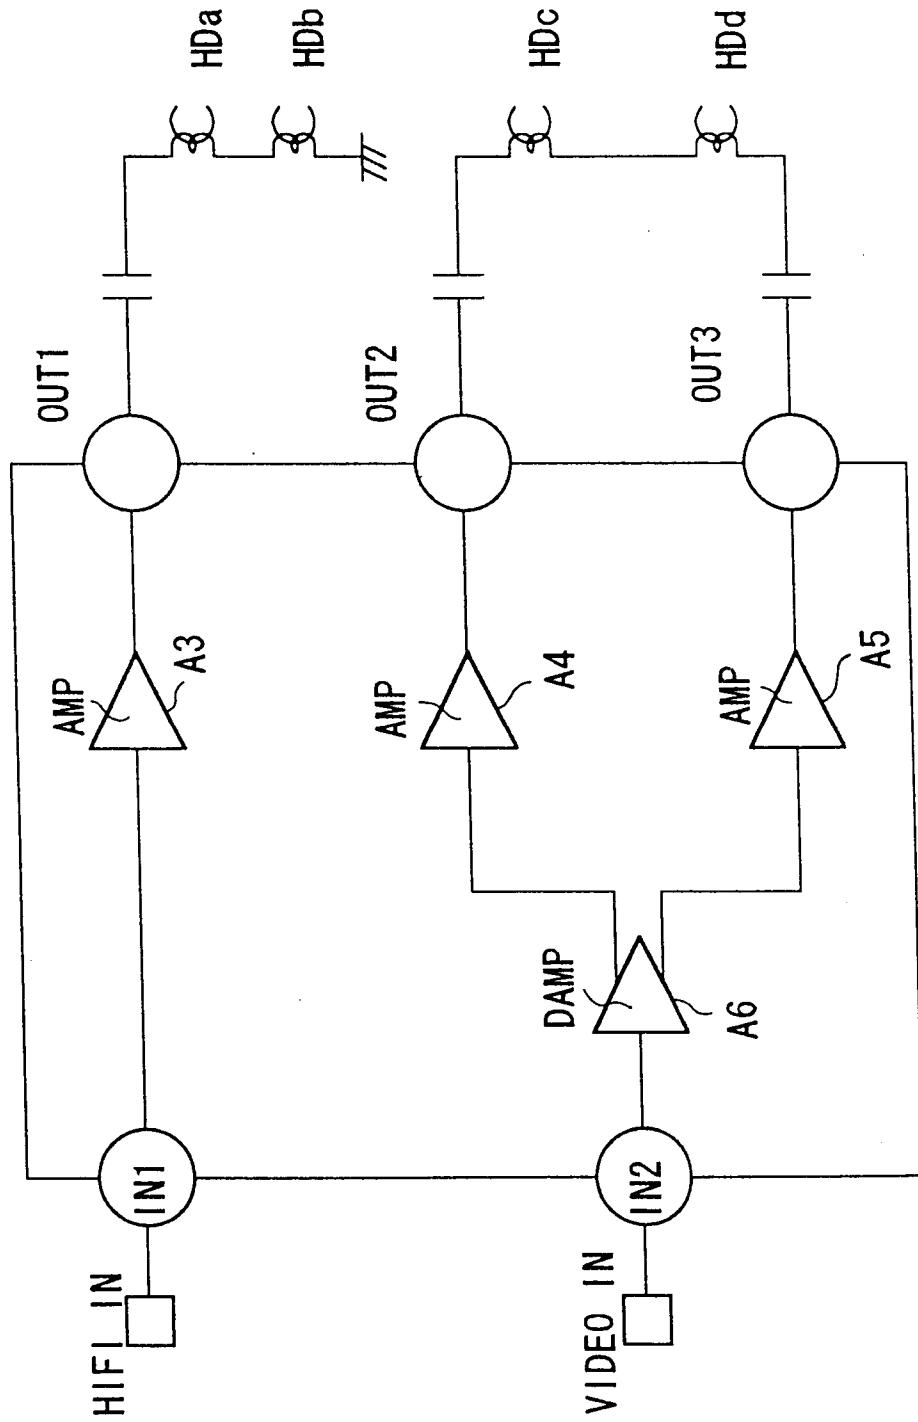 HIFI IN
IN1
AMP
A3
OUT1
HDa
HDb
VIDEO IN
IN2
DAMP
A6
AMP
A4
OUT2
HDc
AMP
A5
OUT3
HDd